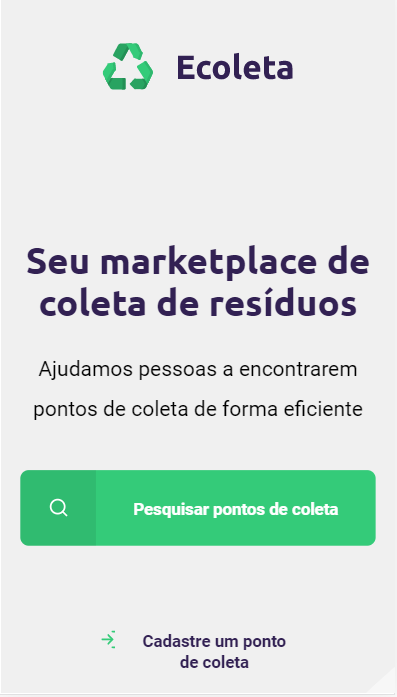 Ecoleta
Seu marketplace de
coleta de resíduos
Ajudamos pessoas a encontrarem
pontos de coleta de forma eficiente
Pesquisar pontos de coleta
Cadastre um ponto
de coleta